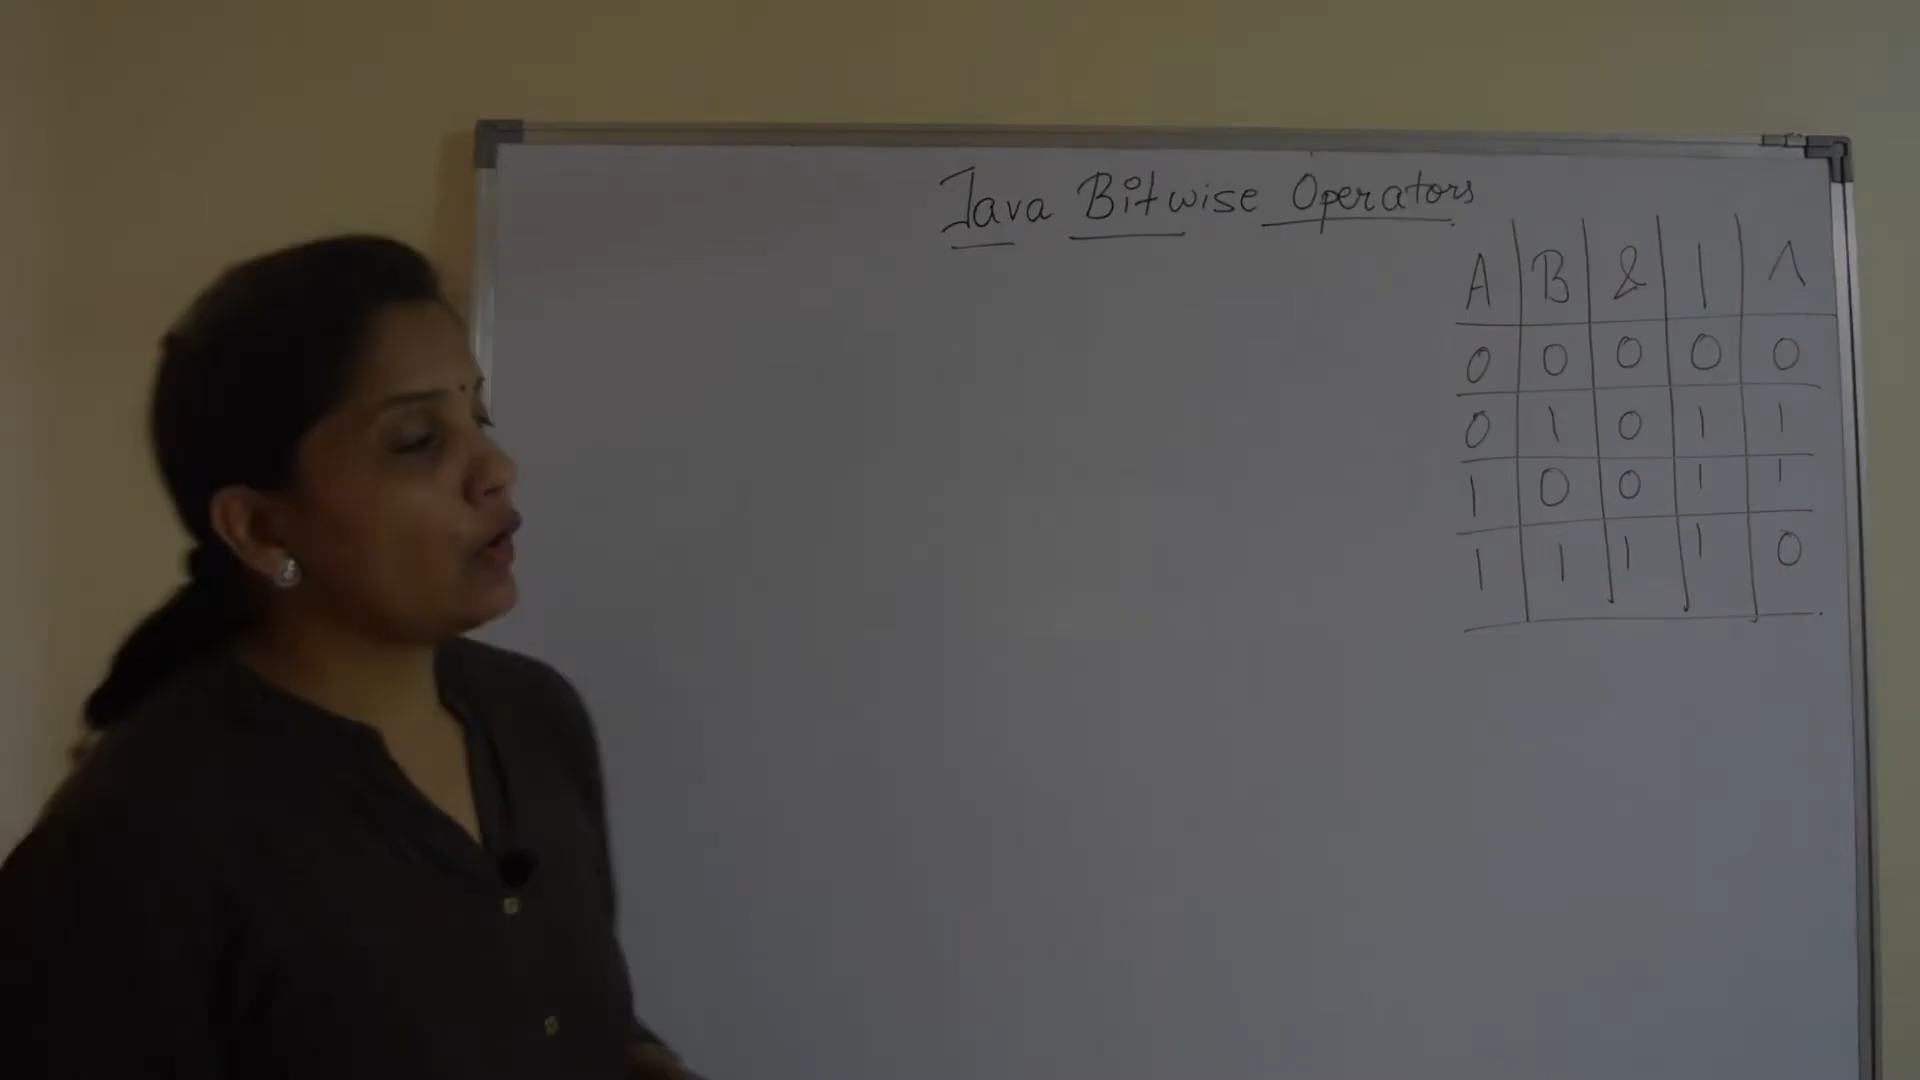 Java Bitwise Operators
A B & | ^
0 0 0 0 0
0 1 0 1 1
1 0 0 1 1
1 1 1 1 0